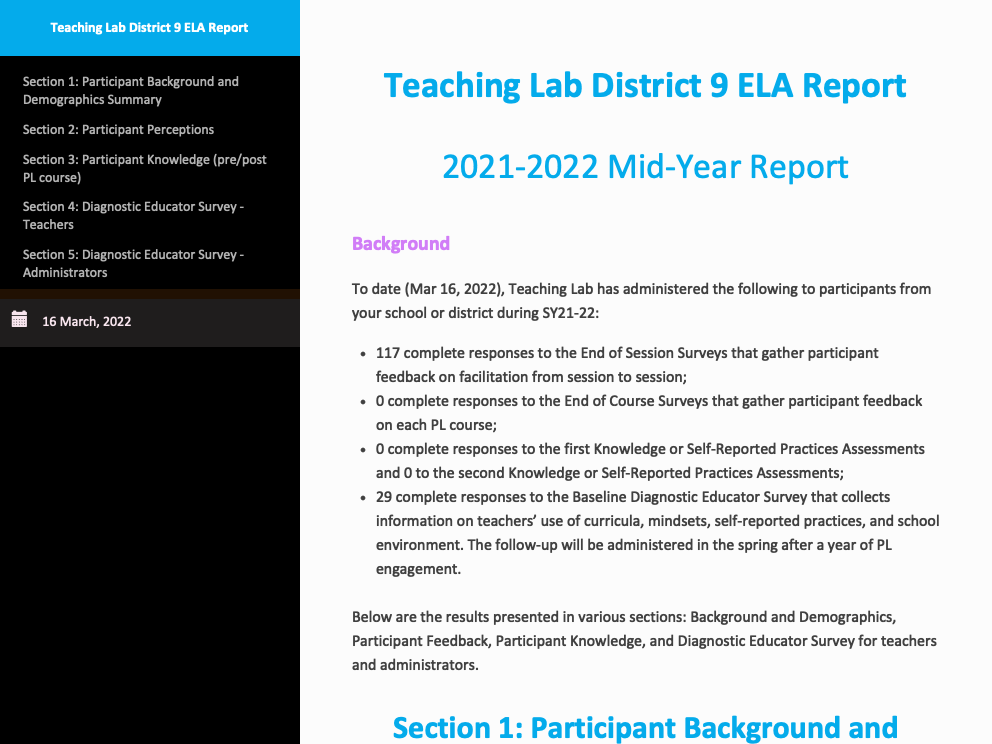 Teaching Lab District 9 ELA Report
Section 1: Participant Background and
Demographics Summary
Section 2: Participant Perceptions
Section 3: Participant Knowledge (pre/post
PL course)
Section 4: Diagnostic Educator Survey -
Teachers
Section 5: Diagnostic Educator Survey -
Administrators
16 March, 2022
Teaching Lab District 9 ELA Report
2021-2022 Mid-Year Report
Background
To date (Mar 16, 2022), Teaching Lab has administered the following to participants from
your school or district during SY21-22:
• 117 complete responses to the End of Session Surveys that gather participant
feedback on facilitation from session to session;
• 0 complete responses to the End of Course Surveys that gather participant feedback
on each PL course;
• 0 complete responses to the first Knowledge or Self-Reported Practices Assessments
and 0 to the second Knowledge or Self-Reported Practices Assessments;
• 29 complete responses to the Baseline Diagnostic Educator Survey that collects
information on teachers’ use of curricula, mindsets, self-reported practices, and school
environment. The follow-up will be administered in the spring after a year of PL
engagement.
Below are the results presented in various sections: Background and Demographics,
Participant Feedback, Participant Knowledge, and Diagnostic Educator Survey for teachers
and administrators.
Section 1: Participant Background and